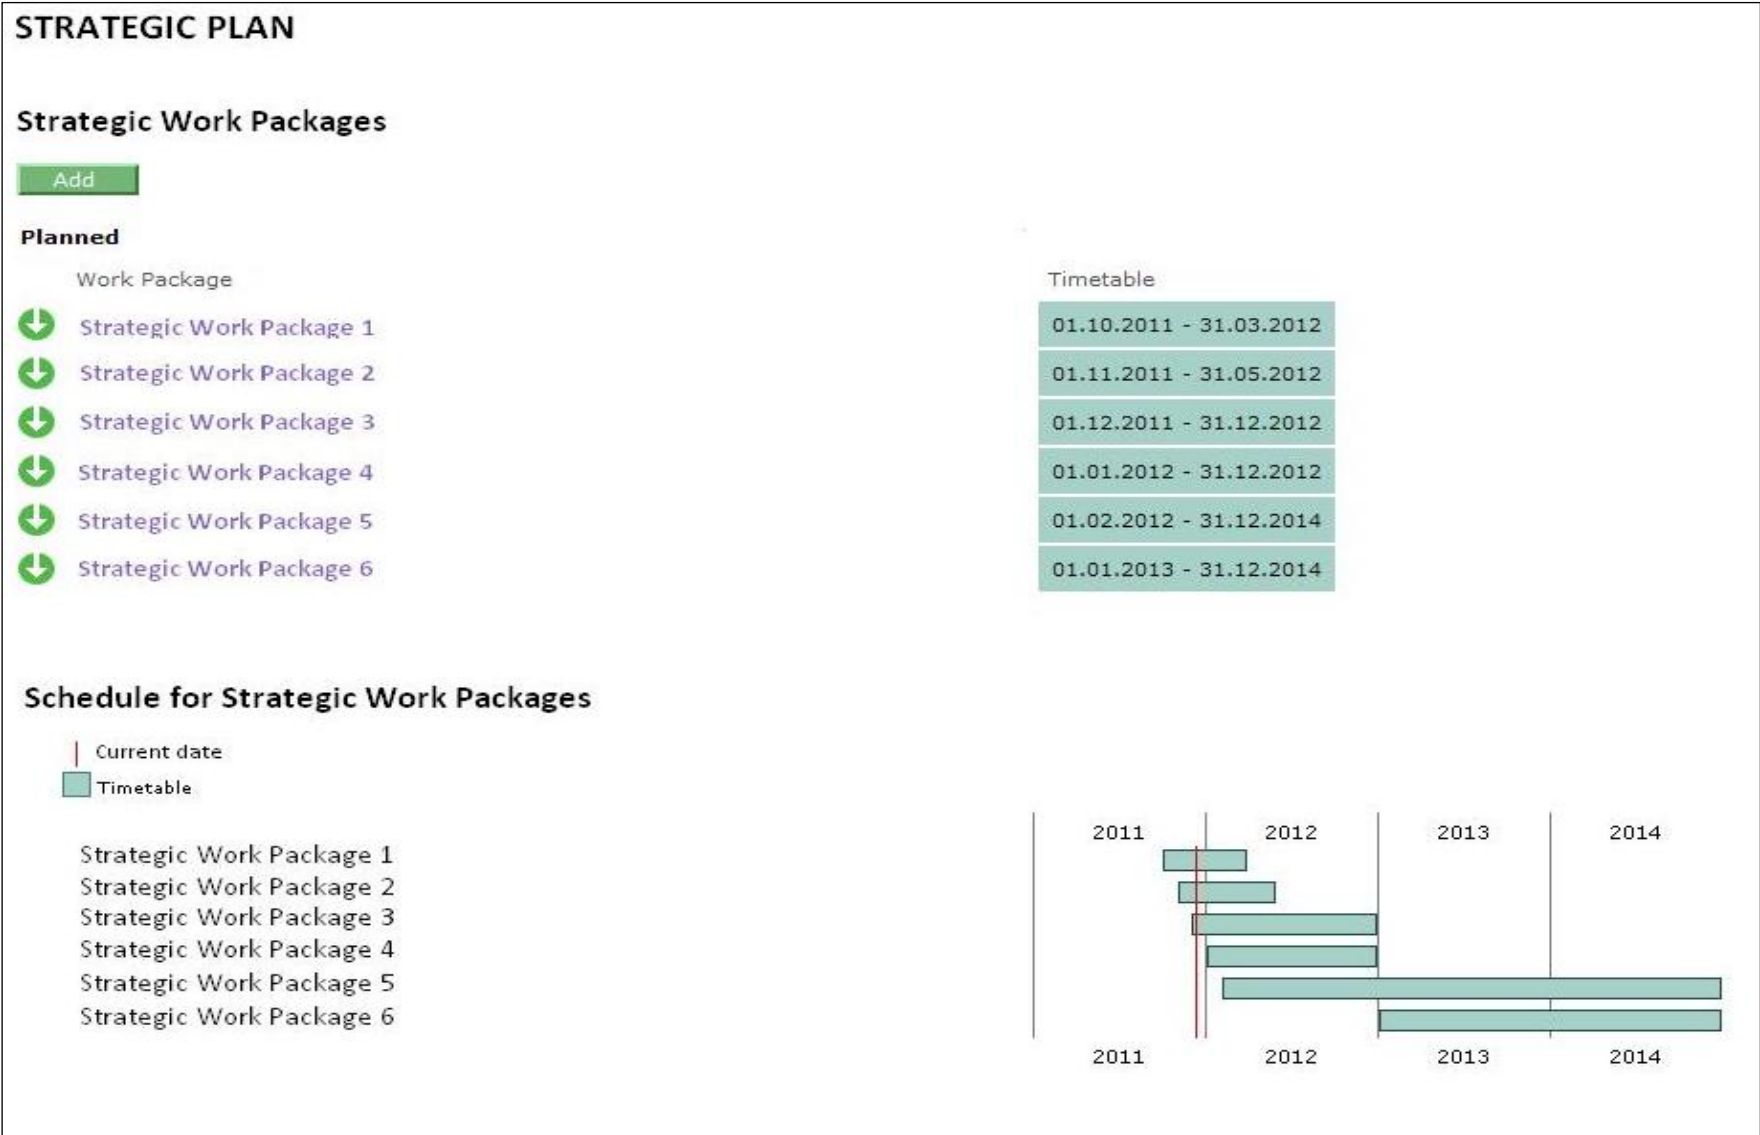 STRATEGIC PLAN
Strategic Work Packages
Add
Planned
Work Package Timetable
Strategic Work Package 1 01.10.2011 - 31.03.2012
Strategic Work Package 2 01.11.2011 - 31.05.2012
Strategic Work Package 3 01.12.2011 - 31.12.2012
Strategic Work Package 4 01.01.2012 - 31.12.2012
Strategic Work Package 5 01.02.2012 - 31.12.2014
Strategic Work Package 6 01.01.2013 - 31.12.2014
Schedule for Strategic Work Packages
Current date
Timetable
2011 2012 2013 2014
Strategic Work Package 1
Strategic Work Package 2
Strategic Work Package 3
Strategic Work Package 4
Strategic Work Package 5
Strategic Work Package 6
2011 2012 2013 2014